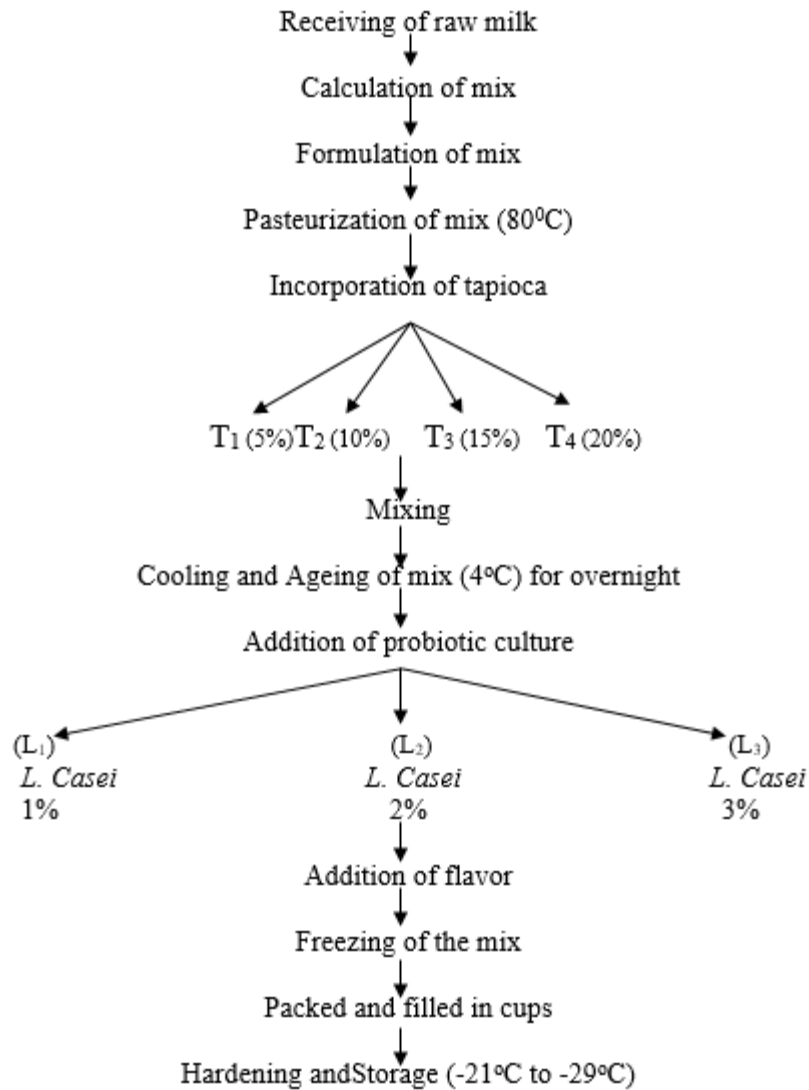 Receiving of raw milk
Calculation of mix
Formulation of mix
Pasteurization of mix (80⁰C)
Incorporation of tapioca
T₁ (5%)T₂ (10%) T₃ (15%) T₄ (20%)
Mixing
Cooling and Ageing of mix (4ᵒC) for overnight
Addition of probiotic culture
(L₁) (L₂) (L₃)
L. Casei L. Casei L. Casei
1% 2% 3%
Addition of flavor
Freezing of the mix
Packed and filled in cups
Hardening andStorage (-21ᵒC to -29ᵒC)